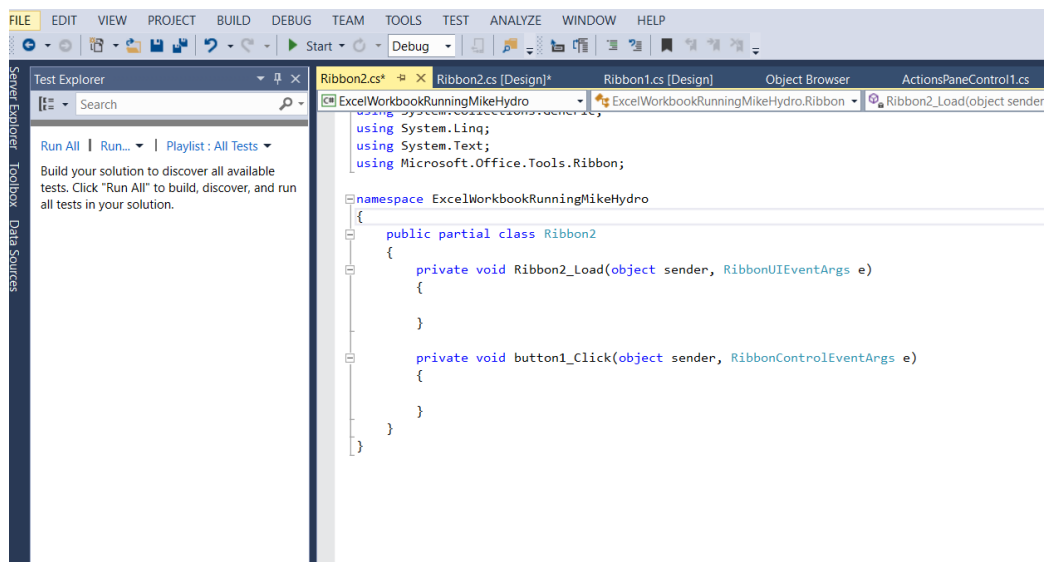 FILE EDIT VIEW PROJECT BUILD DEBUG TEAM TOOLS TEST ANALYZE WINDOW HELP
Start Debug
Server Explorer
Toolbox
Data Sources
Test Explorer
Search
Run All | Run... | Playlist : All Tests
Build your solution to discover all available
tests. Click "Run All" to build, discover, and run
all tests in your solution.
Ribbon2.cs* Ribbon2.cs [Design]* Ribbon1.cs [Design] Object Browser ActionsPaneControl1.cs
C# ExcelWorkbookRunningMikeHydro ExcelWorkbookRunningMikeHydro.Ribbon Ribbon2_Load(object sender
using System.Collections.Generic;
using System.Linq;
using System.Text;
using Microsoft.Office.Tools.Ribbon;
namespace ExcelWorkbookRunningMikeHydro
{
public partial class Ribbon2
{
private void Ribbon2_Load(object sender, RibbonUIEventArgs e)
{
}
private void button1_Click(object sender, RibbonControlEventArgs e)
{
}
}
}